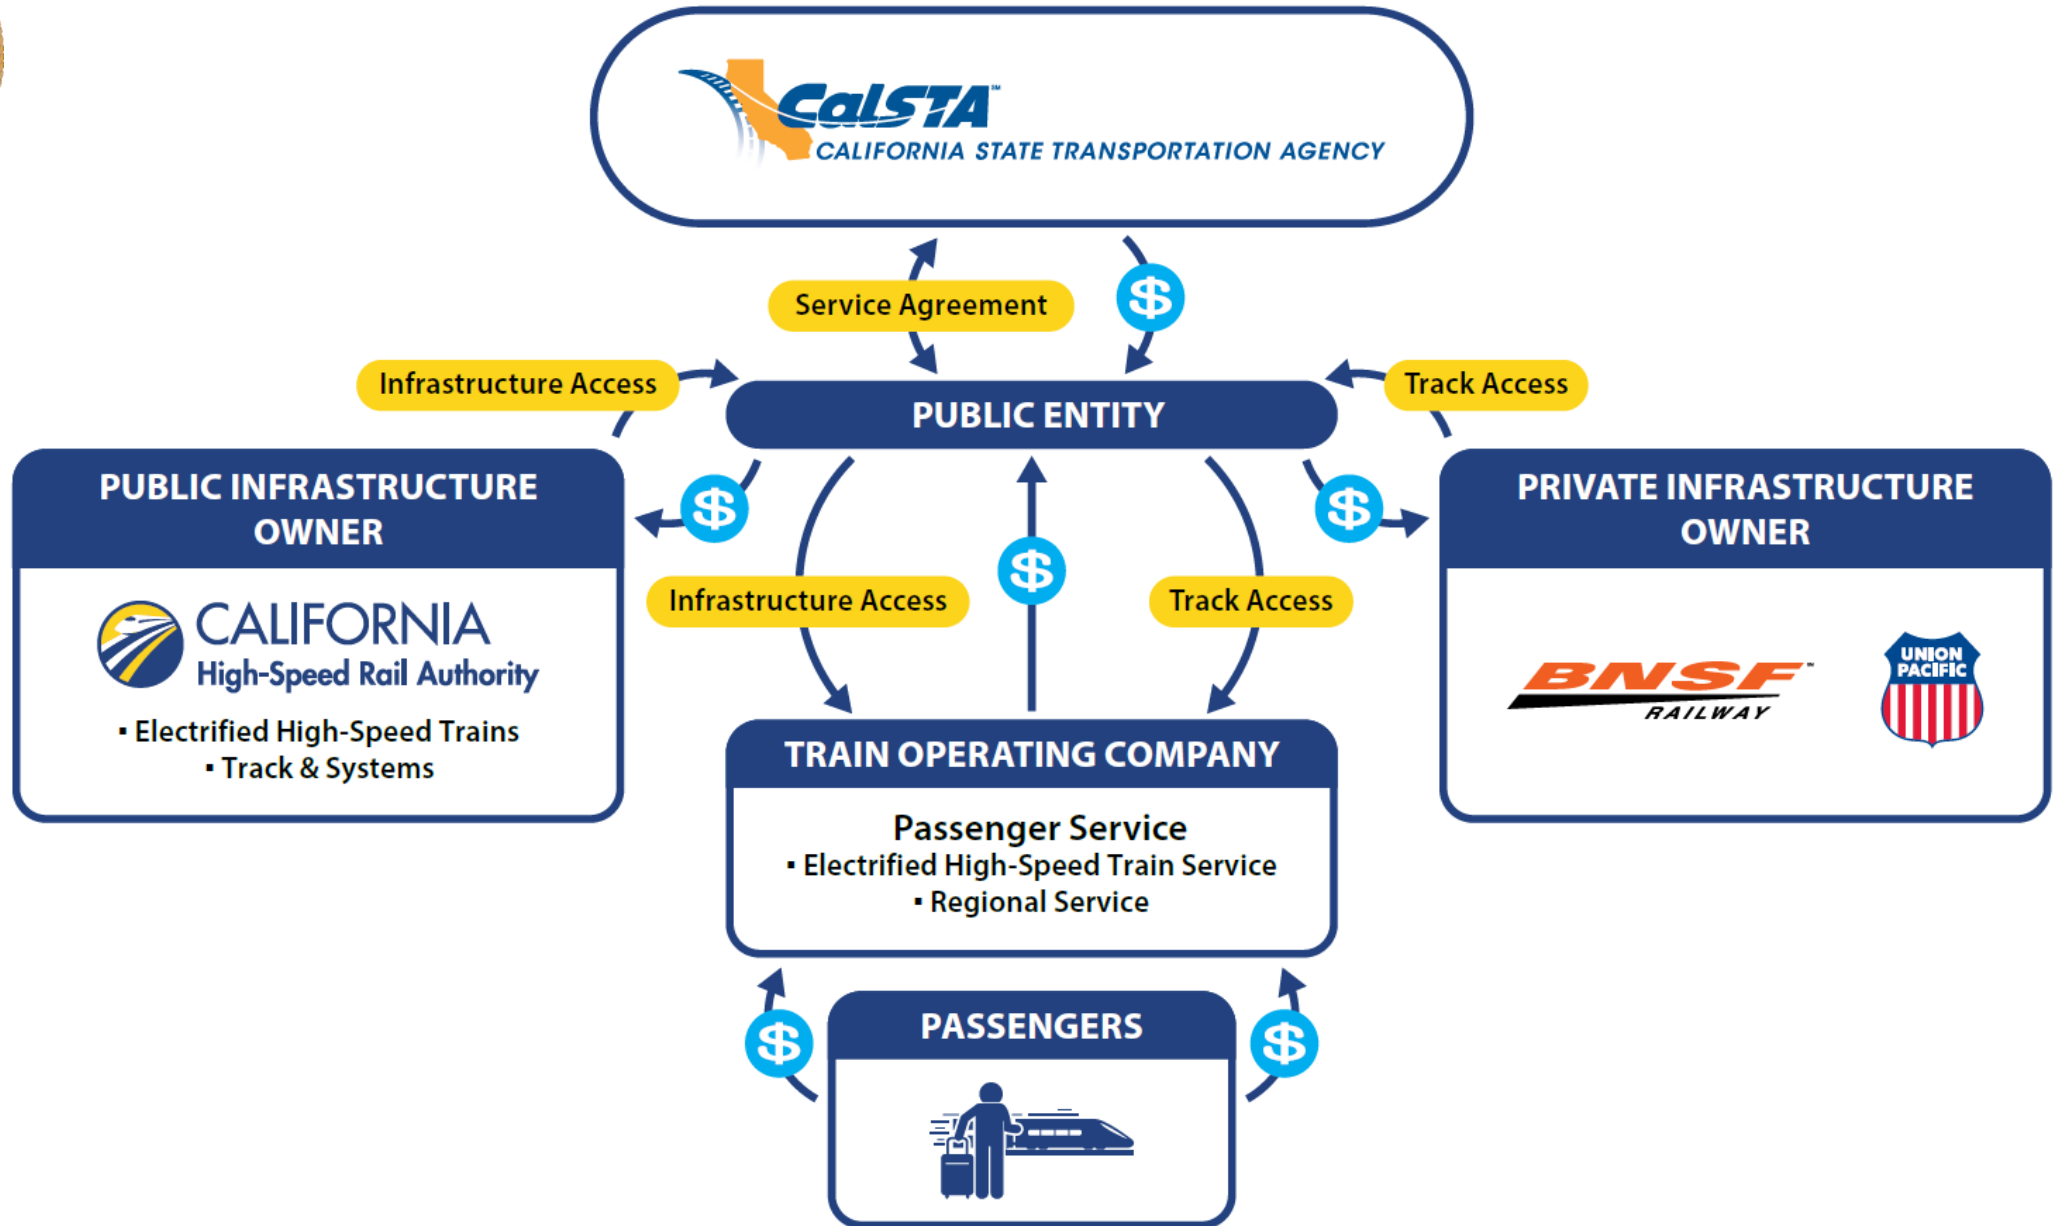 CalSTA℠
CALIFORNIA STATE TRANSPORTATION AGENCY
Service Agreement
$
Infrastructure Access
Track Access
PUBLIC ENTITY
PUBLIC INFRASTRUCTURE
OWNER
CALIFORNIA
High-Speed Rail Authority
▪ Electrified High-Speed Trains
▪ Track & Systems
$
$
$
Infrastructure Access
Track Access
PRIVATE INFRASTRUCTURE
OWNER
BNSF™
RAILWAY
UNION
PACIFIC
TRAIN OPERATING COMPANY
Passenger Service
▪ Electrified High-Speed Train Service
▪ Regional Service
$
$
PASSENGERS